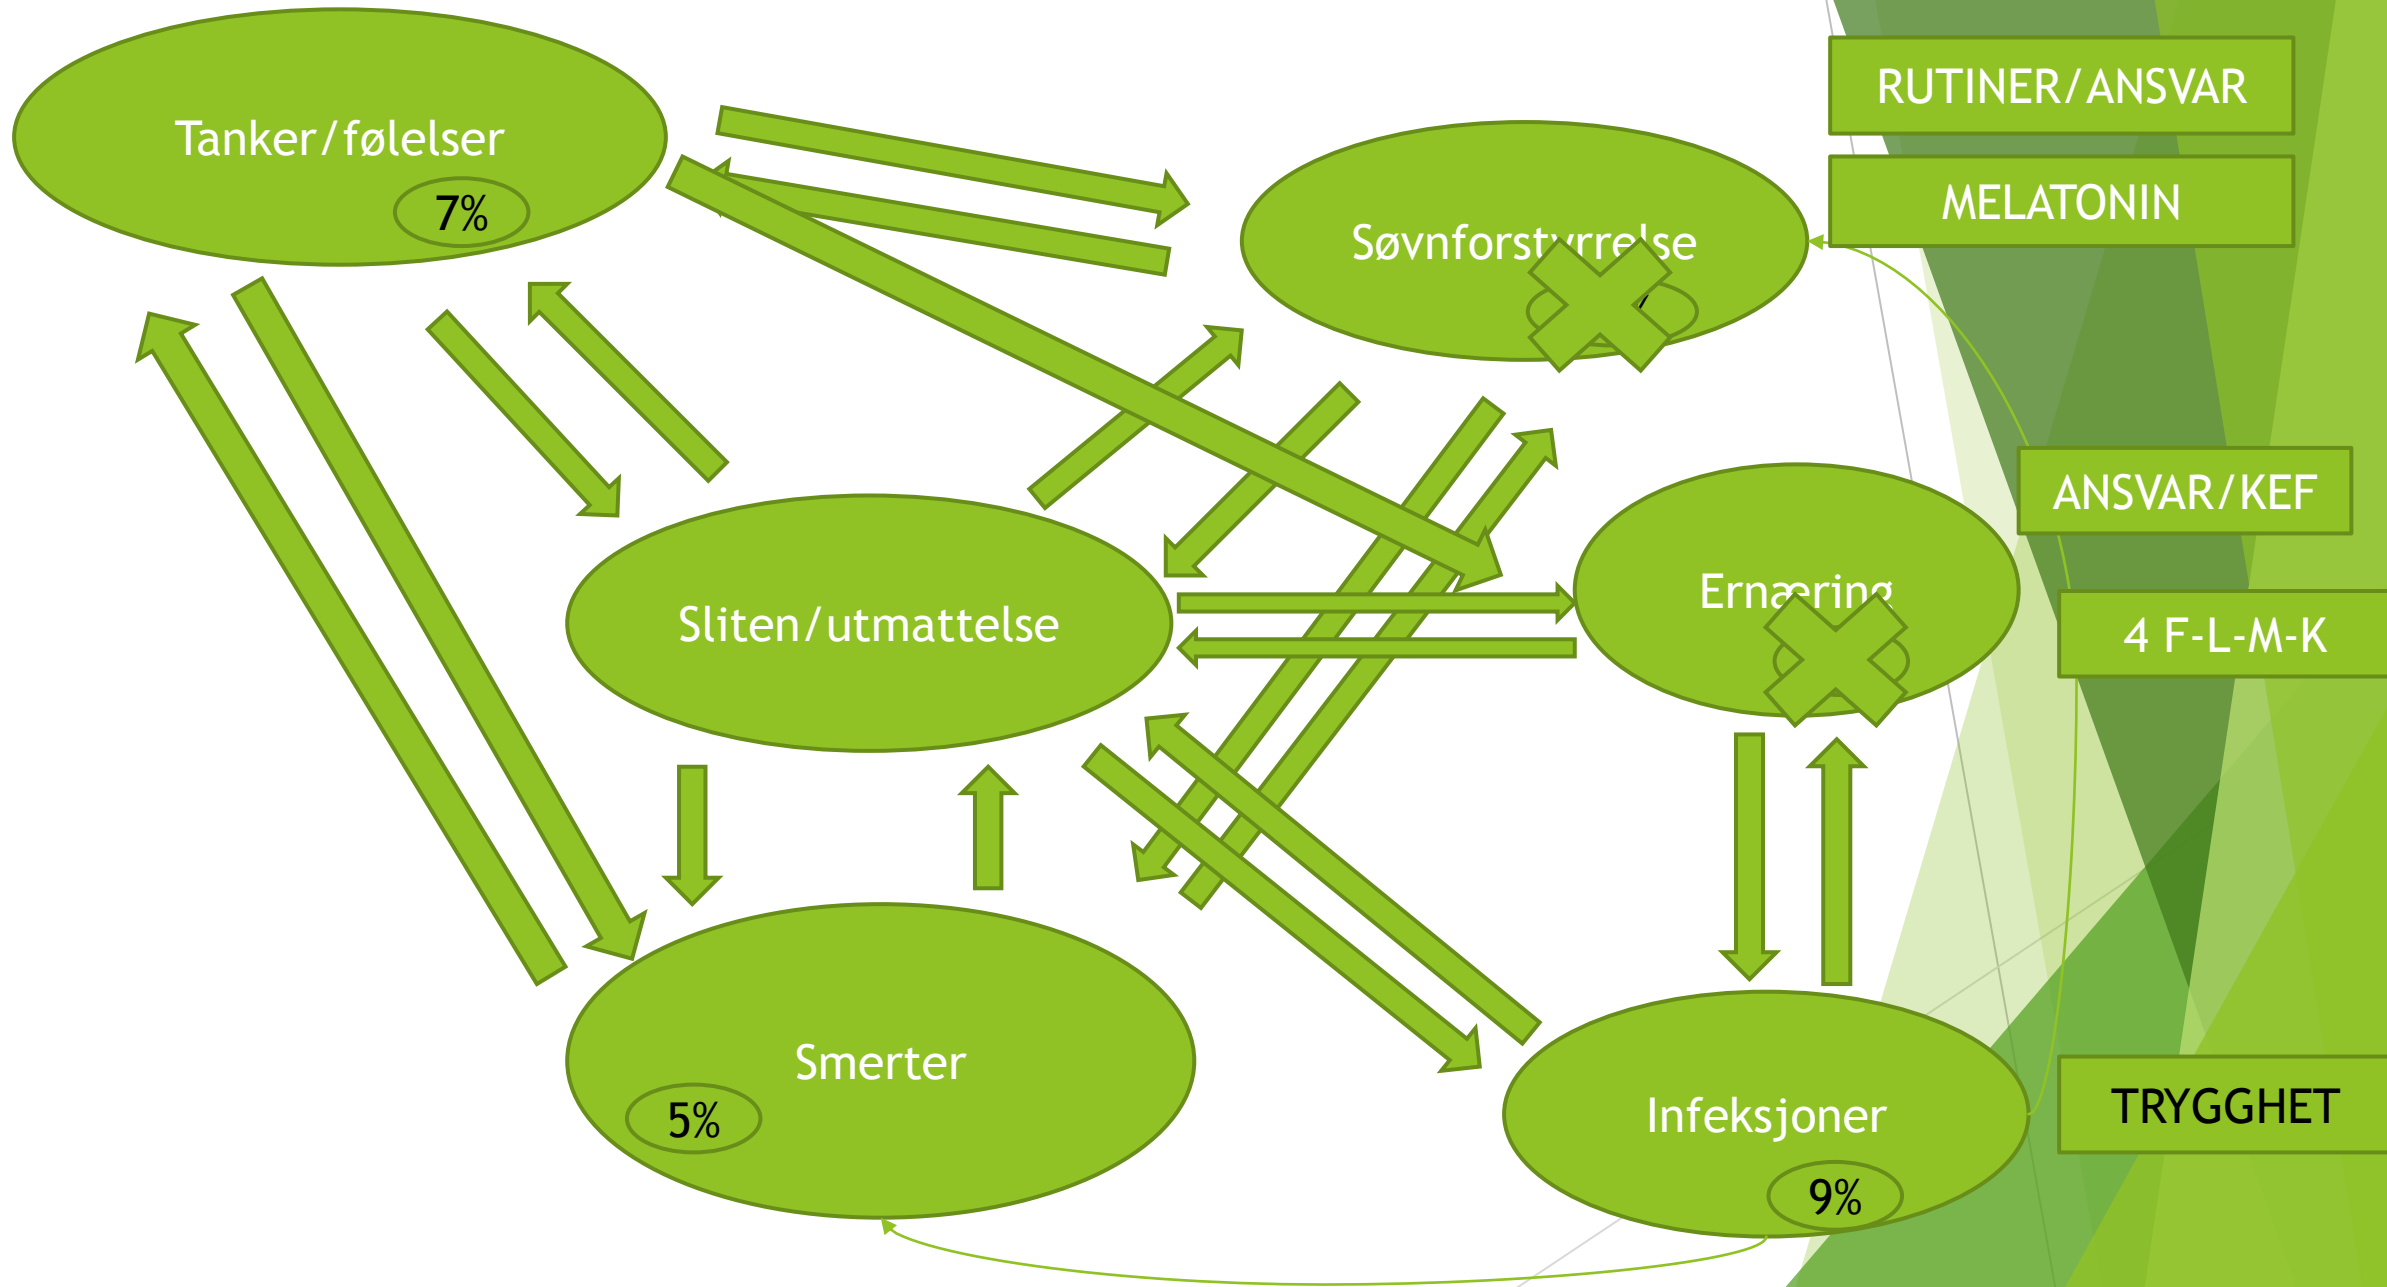 Tanker/følelser
7%
Søvnforstyrrelse
RUTINER/ANSVAR
MELATONIN
ANSVAR/KEF
Sliten/utmattelse
Ernæring
4 F-L-M-K
Smerter
5%
Infeksjoner
9%
TRYGGHET